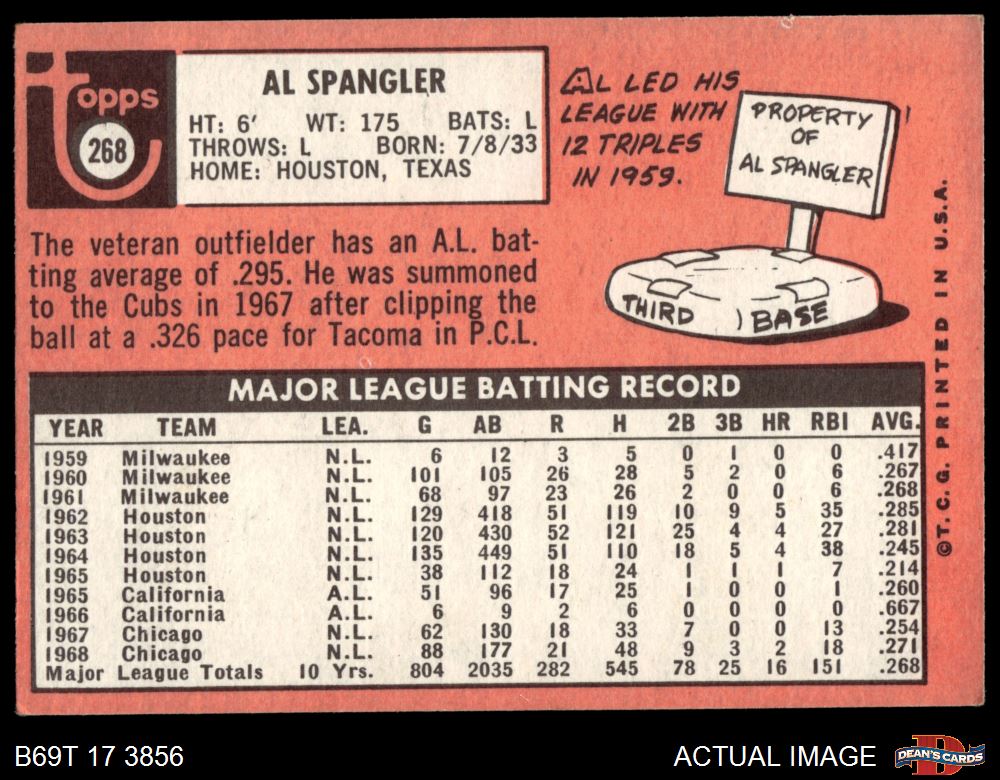 topps
268
AL SPANGLER
HT: 6' WT: 175 BATS: L
THROWS: L BORN: 7/8/33
HOME: HOUSTON, TEXAS
AL LED HIS
LEAGUE WITH
12 TRIPLES
IN 1959.
PROPERTY
OF
AL SPANGLER
THIRD BASE
The veteran outfielder has an A.L. bat-
ting average of .295. He was summoned
to the Cubs in 1967 after clipping the
ball at a .326 pace for Tacoma in P.C.L.
MAJOR LEAGUE BATTING RECORD
YEAR TEAM LEA. G AB R H 2B 3B HR RBI AVG.
1959 Milwaukee N.L. 6 12 3 5 0 1 0 0 .417
1960 Milwaukee N.L. 101 105 26 28 5 2 0 6 .267
1961 Milwaukee N.L. 68 97 23 26 2 0 0 6 .268
1962 Houston N.L. 129 418 51 119 10 9 5 35 .285
1963 Houston N.L. 120 430 52 121 25 4 4 27 .281
1964 Houston N.L. 135 449 51 110 18 5 4 38 .245
1965 Houston N.L. 38 112 18 24 1 1 1 7 .214
1965 California A.L. 51 96 17 25 1 0 0 1 .260
1966 California A.L. 6 9 2 6 0 0 0 0 .667
1967 Chicago N.L. 62 130 18 33 7 0 0 13 .254
1968 Chicago N.L. 88 177 21 48 9 3 2 18 .271
Major League Totals 10 Yrs. 804 2035 282 545 78 25 16 151 .268
© T.C.G. PRINTED IN U.S.A.
B69T 17 3856
ACTUAL IMAGE
DEAN'S CARDS